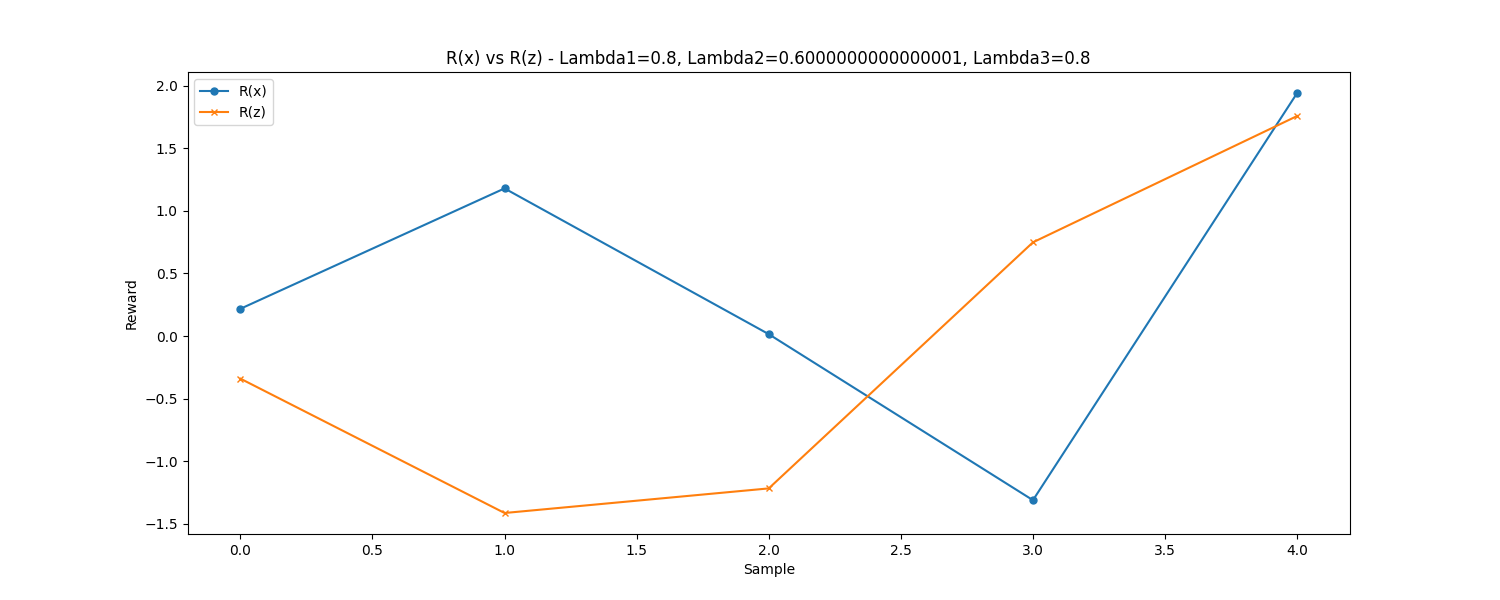 R(x) vs R(z) - Lambda1=0.8, Lambda2=0.6000000000000001, Lambda3=0.8
R(x)
R(z)
2.0
1.5
1.0
0.5
0.0
−0.5
−1.0
−1.5
Reward
0.0 0.5 1.0 1.5 2.0 2.5 3.0 3.5 4.0
Sample